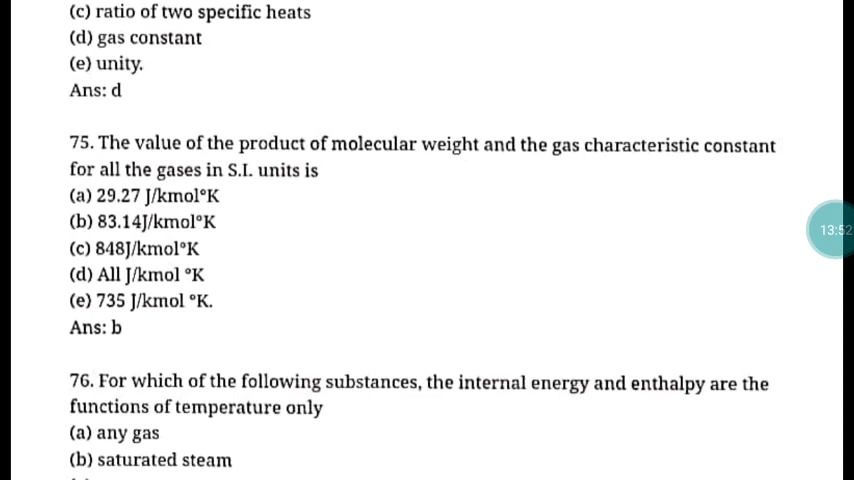 (c) ratio of two specific heats
(d) gas constant
(e) unity.
Ans: d
75. The value of the product of molecular weight and the gas characteristic constant
for all the gases in S.I. units is
(a) 29.27 J/kmol°K
(b) 83.14J/kmol°K
(c) 848J/kmol°K
(d) All J/kmol °K
(e) 735 J/kmol °K.
Ans: b
13:52
76. For which of the following substances, the internal energy and enthalpy are the
functions of temperature only
(a) any gas
(b) saturated steam